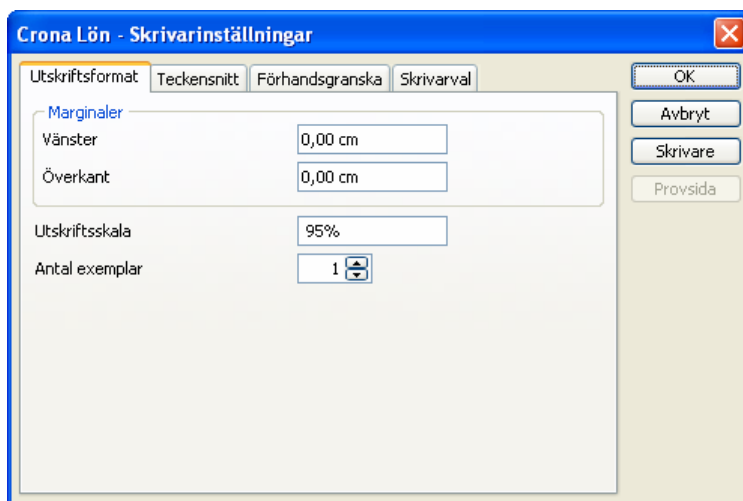 Crona Lön - Skrivarinställningar
Utskriftsformat Teckensnitt Förhandsgranska Skrivarval
OK
Avbryt
Skrivare
Provsida
Marginaler
Vänster 0,00 cm
Överkant 0,00 cm
Utskriftsskala 95%
Antal exemplar 1